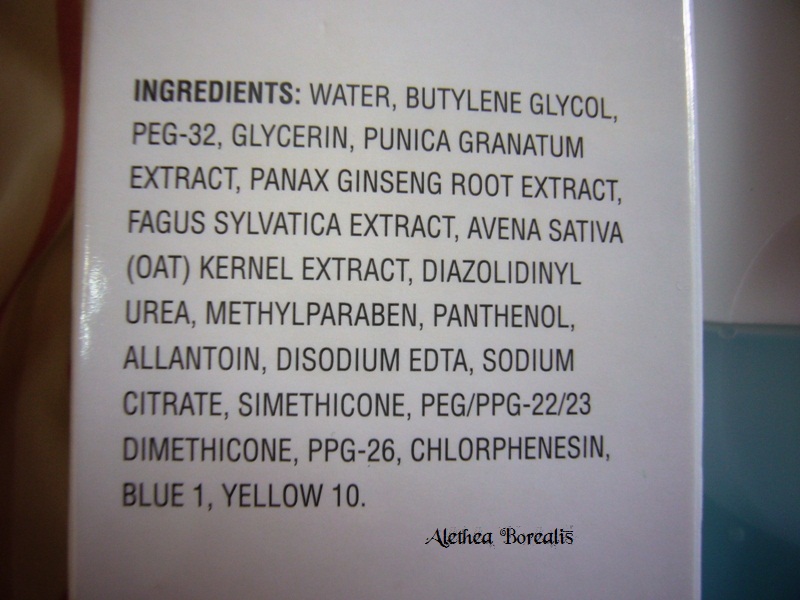 INGREDIENTS: WATER, BUTYLENE GLYCOL,
PEG-32, GLYCERIN, PUNICA GRANATUM
EXTRACT, PANAX GINSENG ROOT EXTRACT,
FAGUS SYLVATICA EXTRACT, AVENA SATIVA
(OAT) KERNEL EXTRACT, DIAZOLIDINYL
UREA, METHYLPARABEN, PANTHENOL,
ALLANTOIN, DISODIUM EDTA, SODIUM
CITRATE, SIMETHICONE, PEG/PPG-22/23
DIMETHICONE, PPG-26, CHLORPHENESIN,
BLUE 1, YELLOW 10.
Alethea Borealis